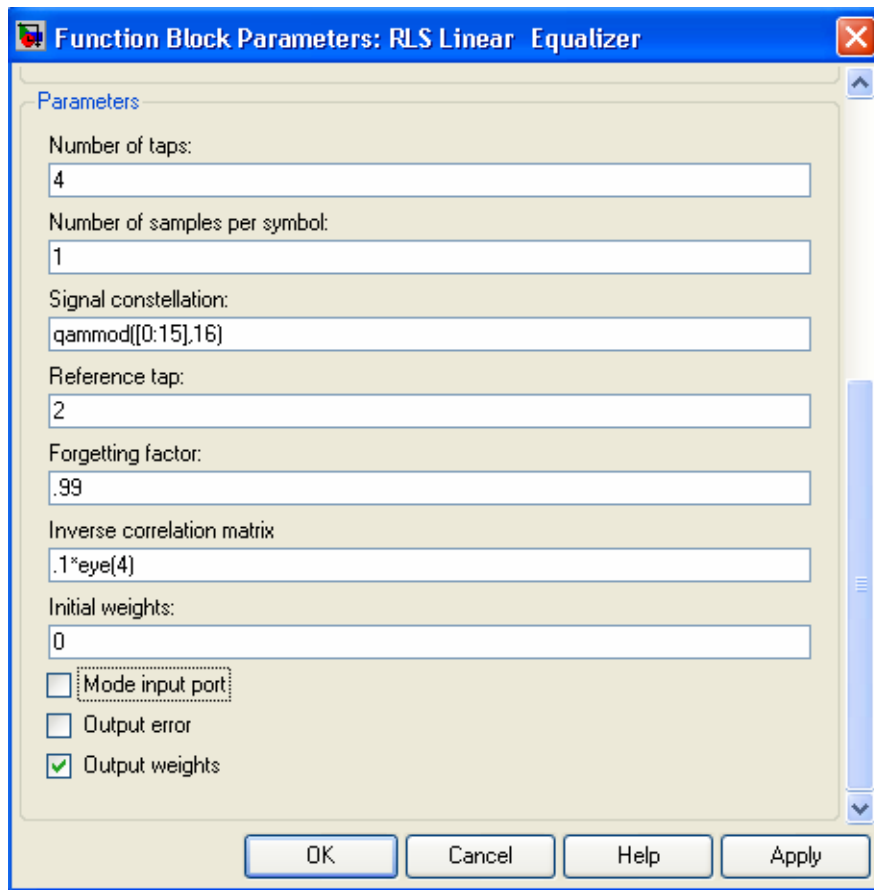 Function Block Parameters: RLS Linear Equalizer
Parameters
Number of taps:
4
Number of samples per symbol:
1
Signal constellation:
qammod([0:15],16)
Reference tap:
2
Forgetting factor:
.99
Inverse correlation matrix
.1*eye(4)
Initial weights:
0
Mode input port
Output error
Output weights
OK Cancel Help Apply